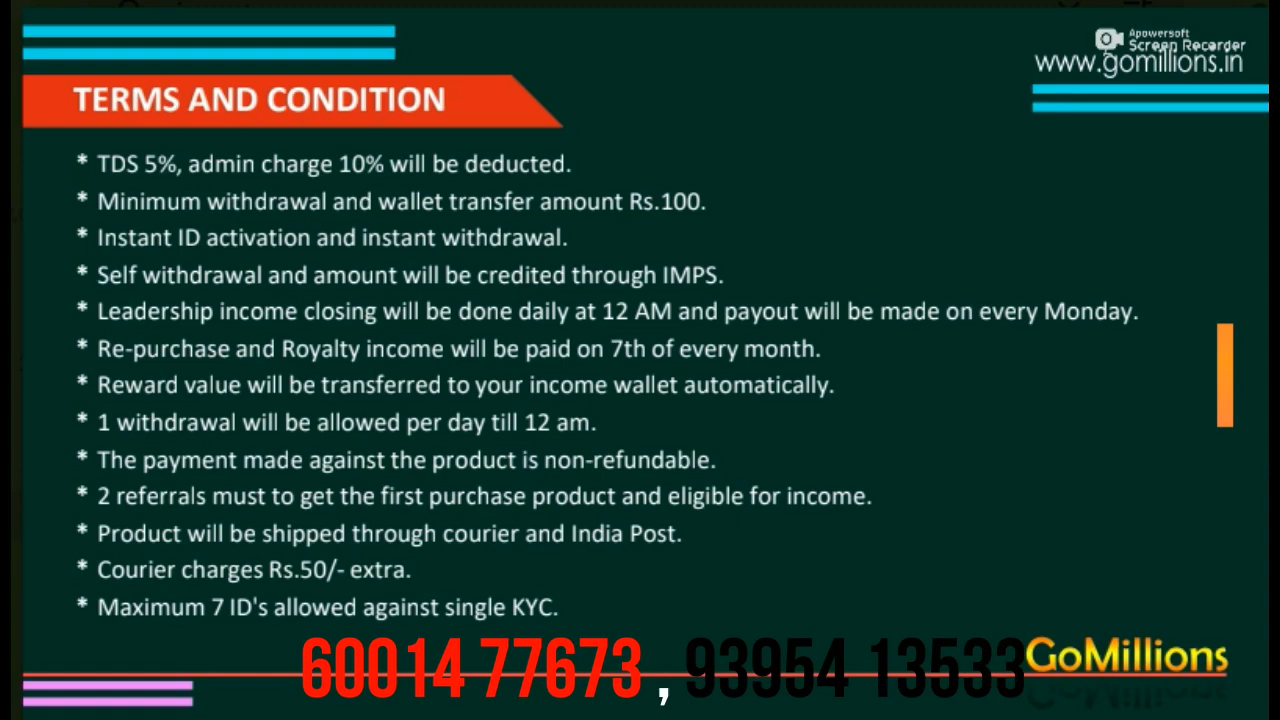 Apowersoft
Screen Recorder
www.gomillions.in
TERMS AND CONDITION
* TDS 5%, admin charge 10% will be deducted.
* Minimum withdrawal and wallet transfer amount Rs.100.
* Instant ID activation and instant withdrawal.
* Self withdrawal and amount will be credited through IMPS.
* Leadership income closing will be done daily at 12 AM and payout will be made on every Monday.
* Re-purchase and Royalty income will be paid on 7th of every month.
* Reward value will be transferred to your income wallet automatically.
* 1 withdrawal will be allowed per day till 12 am.
* The payment made against the product is non-refundable.
* 2 referrals must to get the first purchase product and eligible for income.
* Product will be shipped through courier and India Post.
* Courier charges Rs.50/- extra.
* Maximum 7 ID's allowed against single KYC.
60014 77673 , 93954 13533
GoMillions